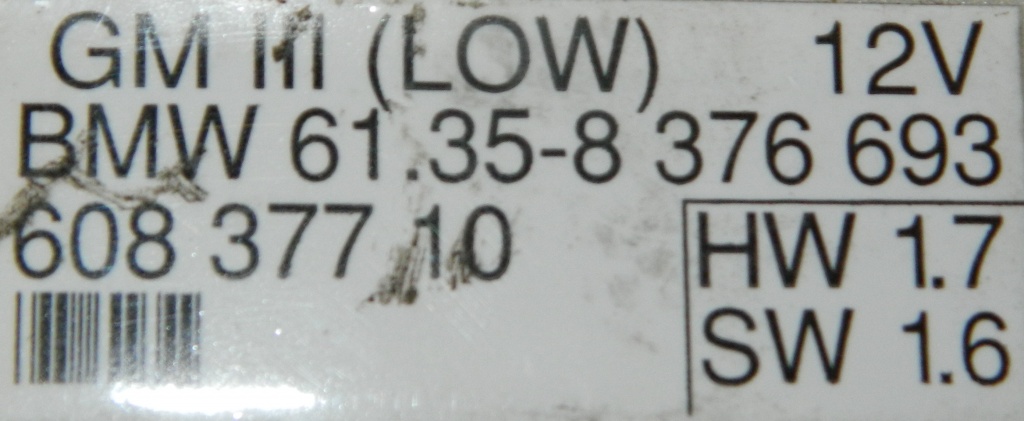 GM III (LOW) 12V
BMW 61.35-8 376 693
608 377 10
HW 1.7
SW 1.6